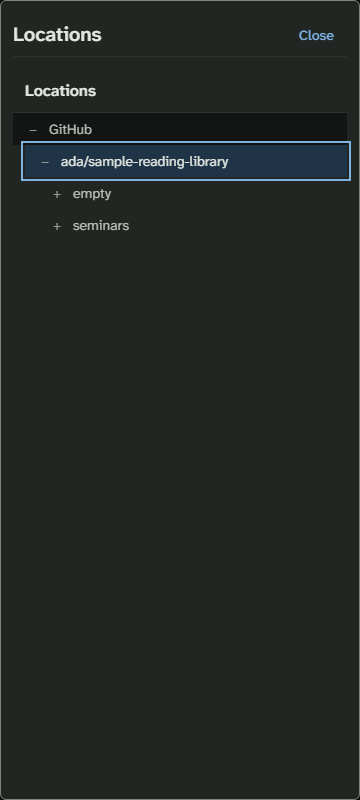 Locations Close
Locations
– GitHub
– ada/sample-reading-library
+ empty
+ seminars